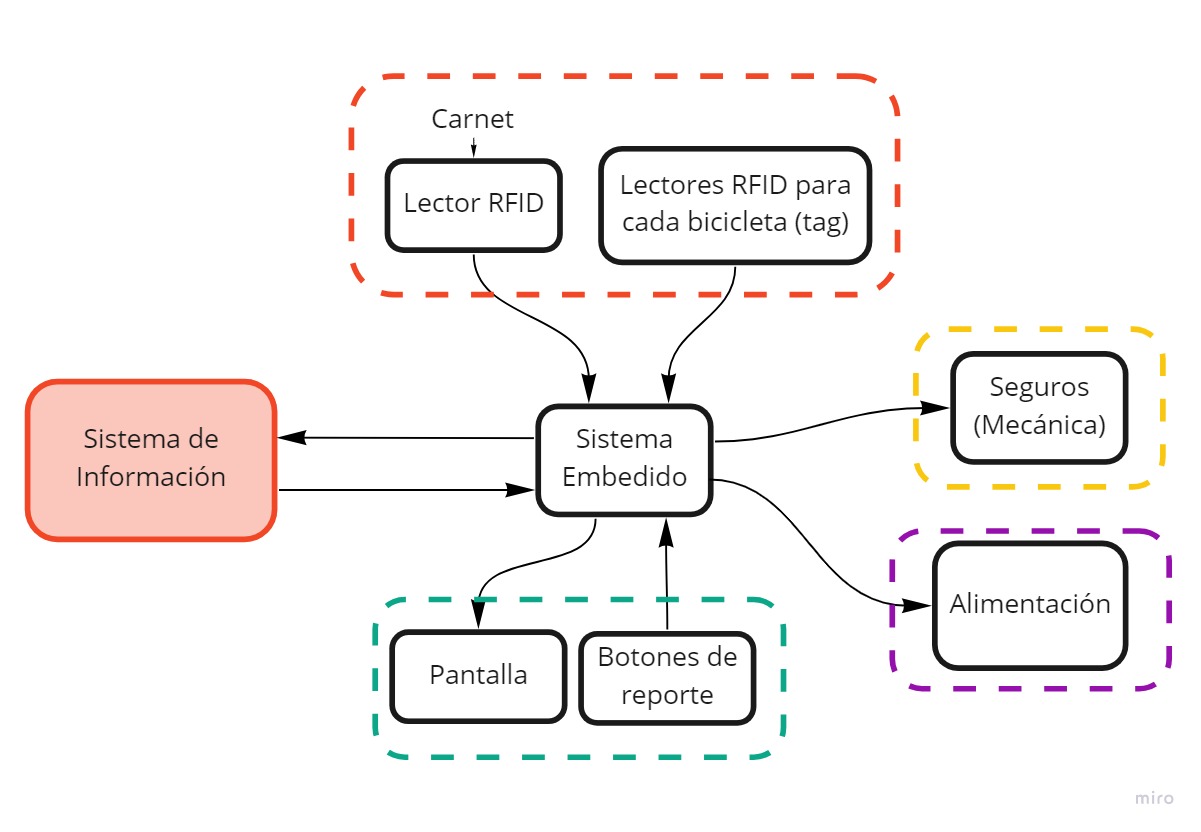 Carnet
Lector RFID
Lectores RFID para
cada bicicleta (tag)
Seguros
(Mecánica)
Sistema de
Información
Sistema
Embedido
Alimentación
Pantalla
Botones de
reporte
miro